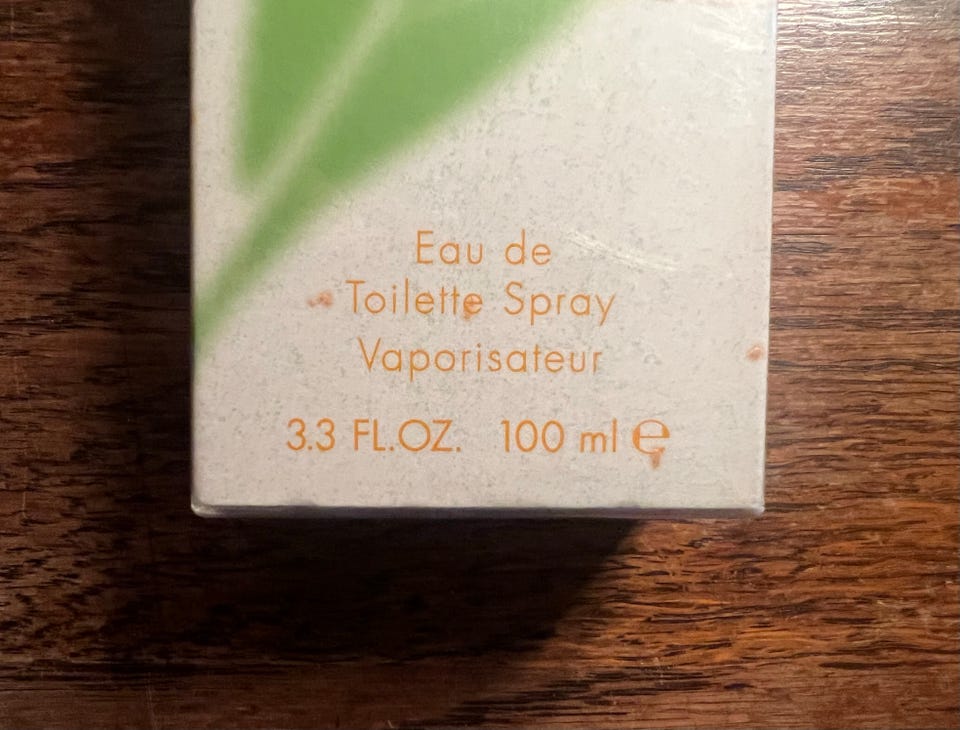 Eau de
Toilette Spray
Vaporisateur
3.3 FL.OZ. 100 ml ℮